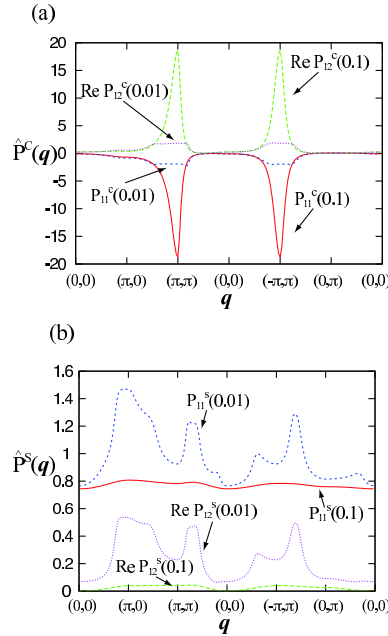 (a)
20
15
10
5
0
-5
-10
-15
-20
P̂ᶜ(q)
Re P₁₂ᶜ(0.01)
Re P₁₂ᶜ(0.1)
P₁₁ᶜ(0.01)
P₁₁ᶜ(0.1)
(0,0) (π,0) (π,π) (0,0) (-π,π) (0,π) (0,0)
q
(b)
1.6
1.4
1.2
1
0.8
0.6
0.4
0.2
0
P̂ˢ(q)
P₁₁ˢ(0.01)
P₁₁ˢ(0.1)
Re P₁₂ˢ(0.01)
Re P₁₂ˢ(0.1)
(0,0) (π,0) (π,π) (0,0) (-π,π) (0,π) (0,0)
q